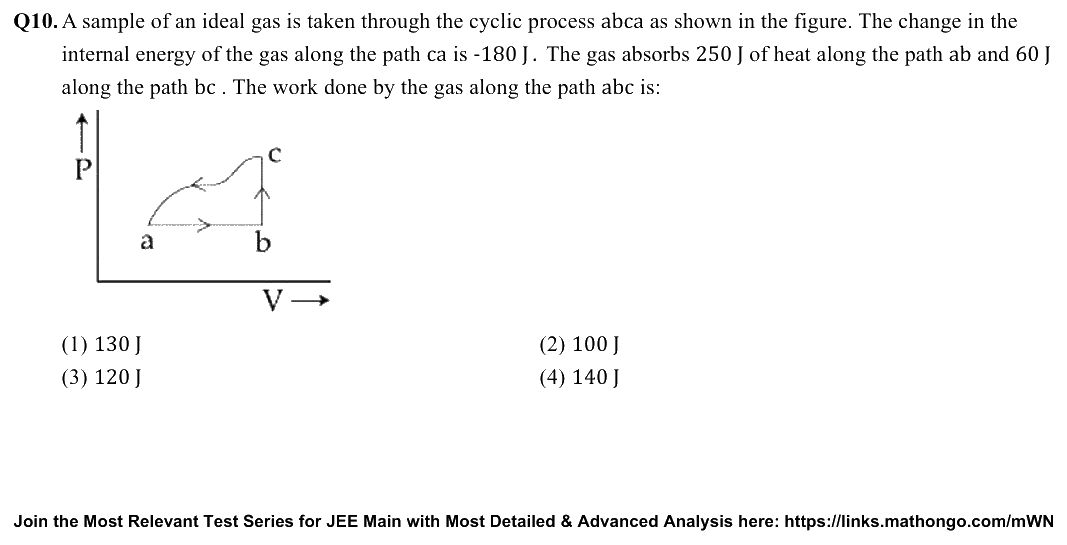 Q10. A sample of an ideal gas is taken through the cyclic process abca as shown in the figure. The change in the
internal energy of the gas along the path ca is -180 J. The gas absorbs 250 J of heat along the path ab and 60 J
along the path bc . The work done by the gas along the path abc is:
P
c
a
b
V
(1) 130 J
(2) 100 J
(3) 120 J
(4) 140 J
Join the Most Relevant Test Series for JEE Main with Most Detailed & Advanced Analysis here: https://links.mathongo.com/mWN